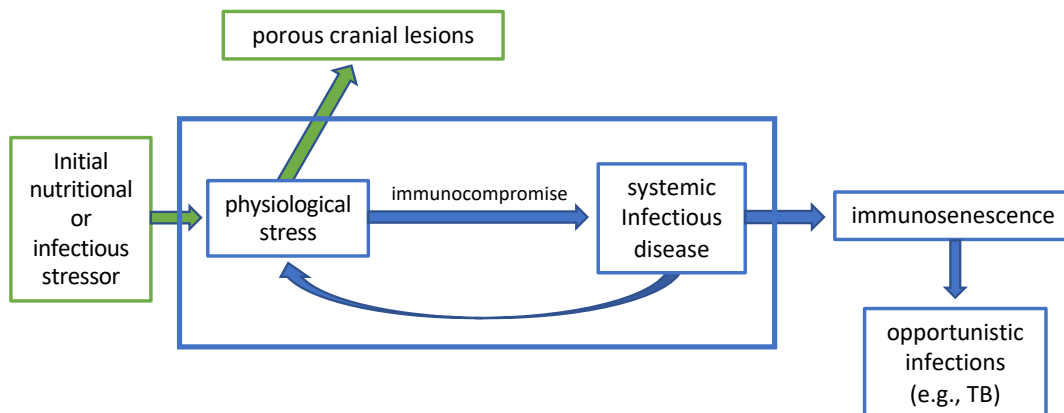 porous cranial lesions
Initial
nutritional
or
infectious
stressor
physiological
stress
immunocompromise
systemic
Infectious
disease
immunosenescence
opportunistic
infections
(e.g., TB)